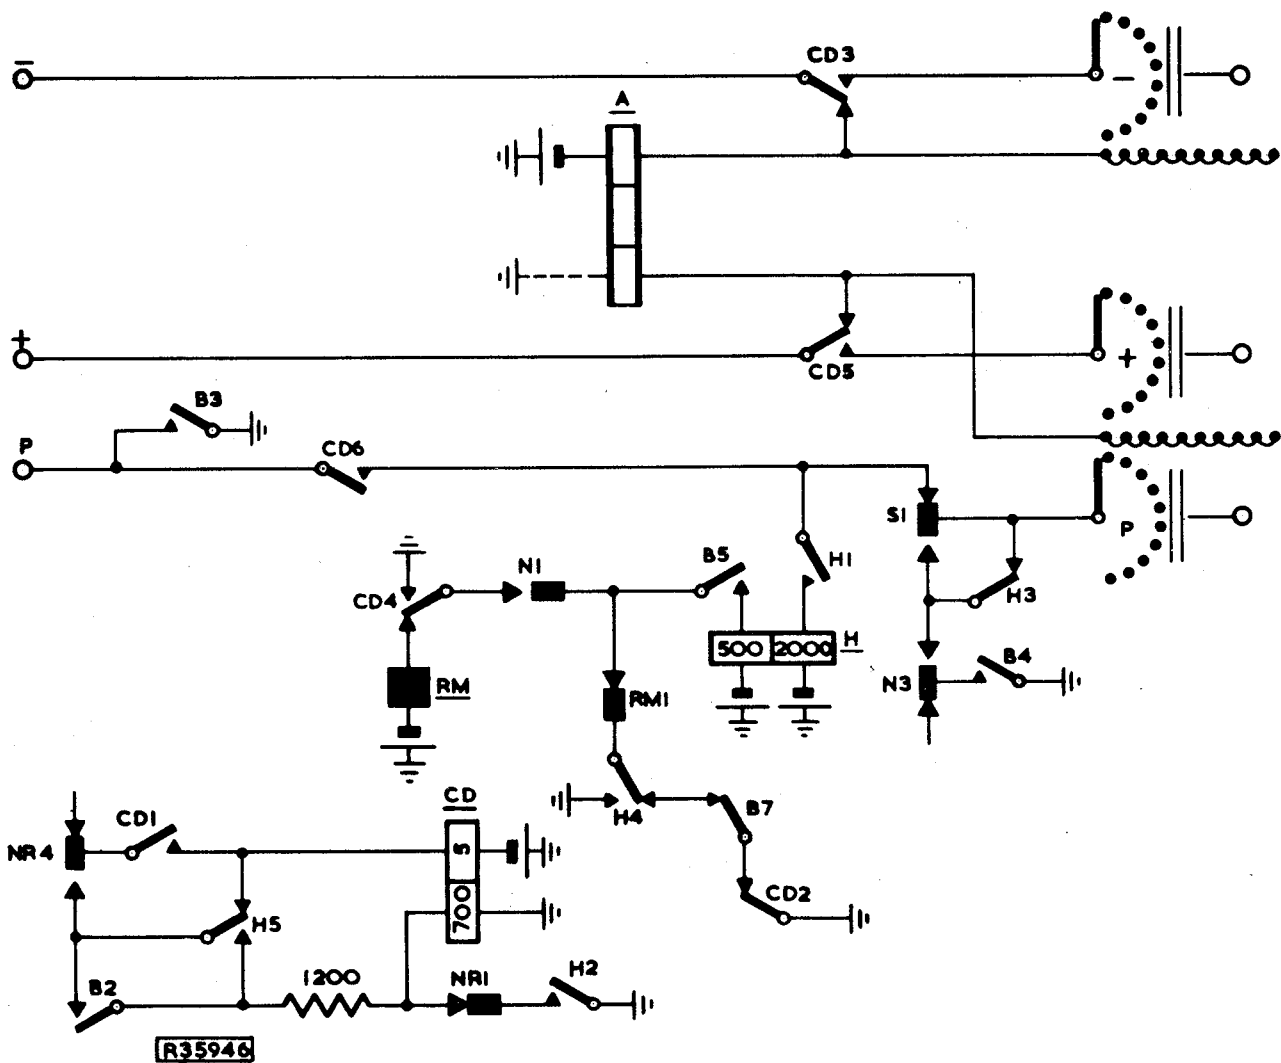 −
CD3
−
A
+
CD5
+
B3
P
CD6
S1
P
N1
B5
H1
CD4
H3
500
2000
H
RM
B4
N3
RM1
CD
CD1
H4
B7
NR4
5
CD2
700
H5
B2
1200
NR1
H2
R35946